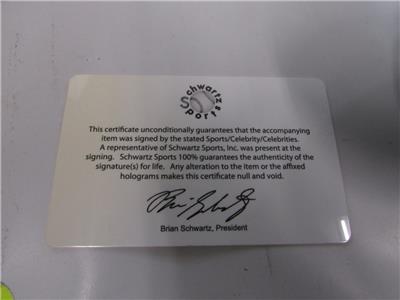 Schwartz
Sports
This certificate unconditionally guarantees that the accompanying
item was signed by the stated Sports/Celebrity/Celebrities.
A representative of Schwartz Sports, Inc. was present at the
signing. Schwartz Sports 100% guarantees the authenticity of the
signature(s) for life. Any alteration to the item or the affixed
holograms makes this certificate null and void.
Brian Schwartz, President